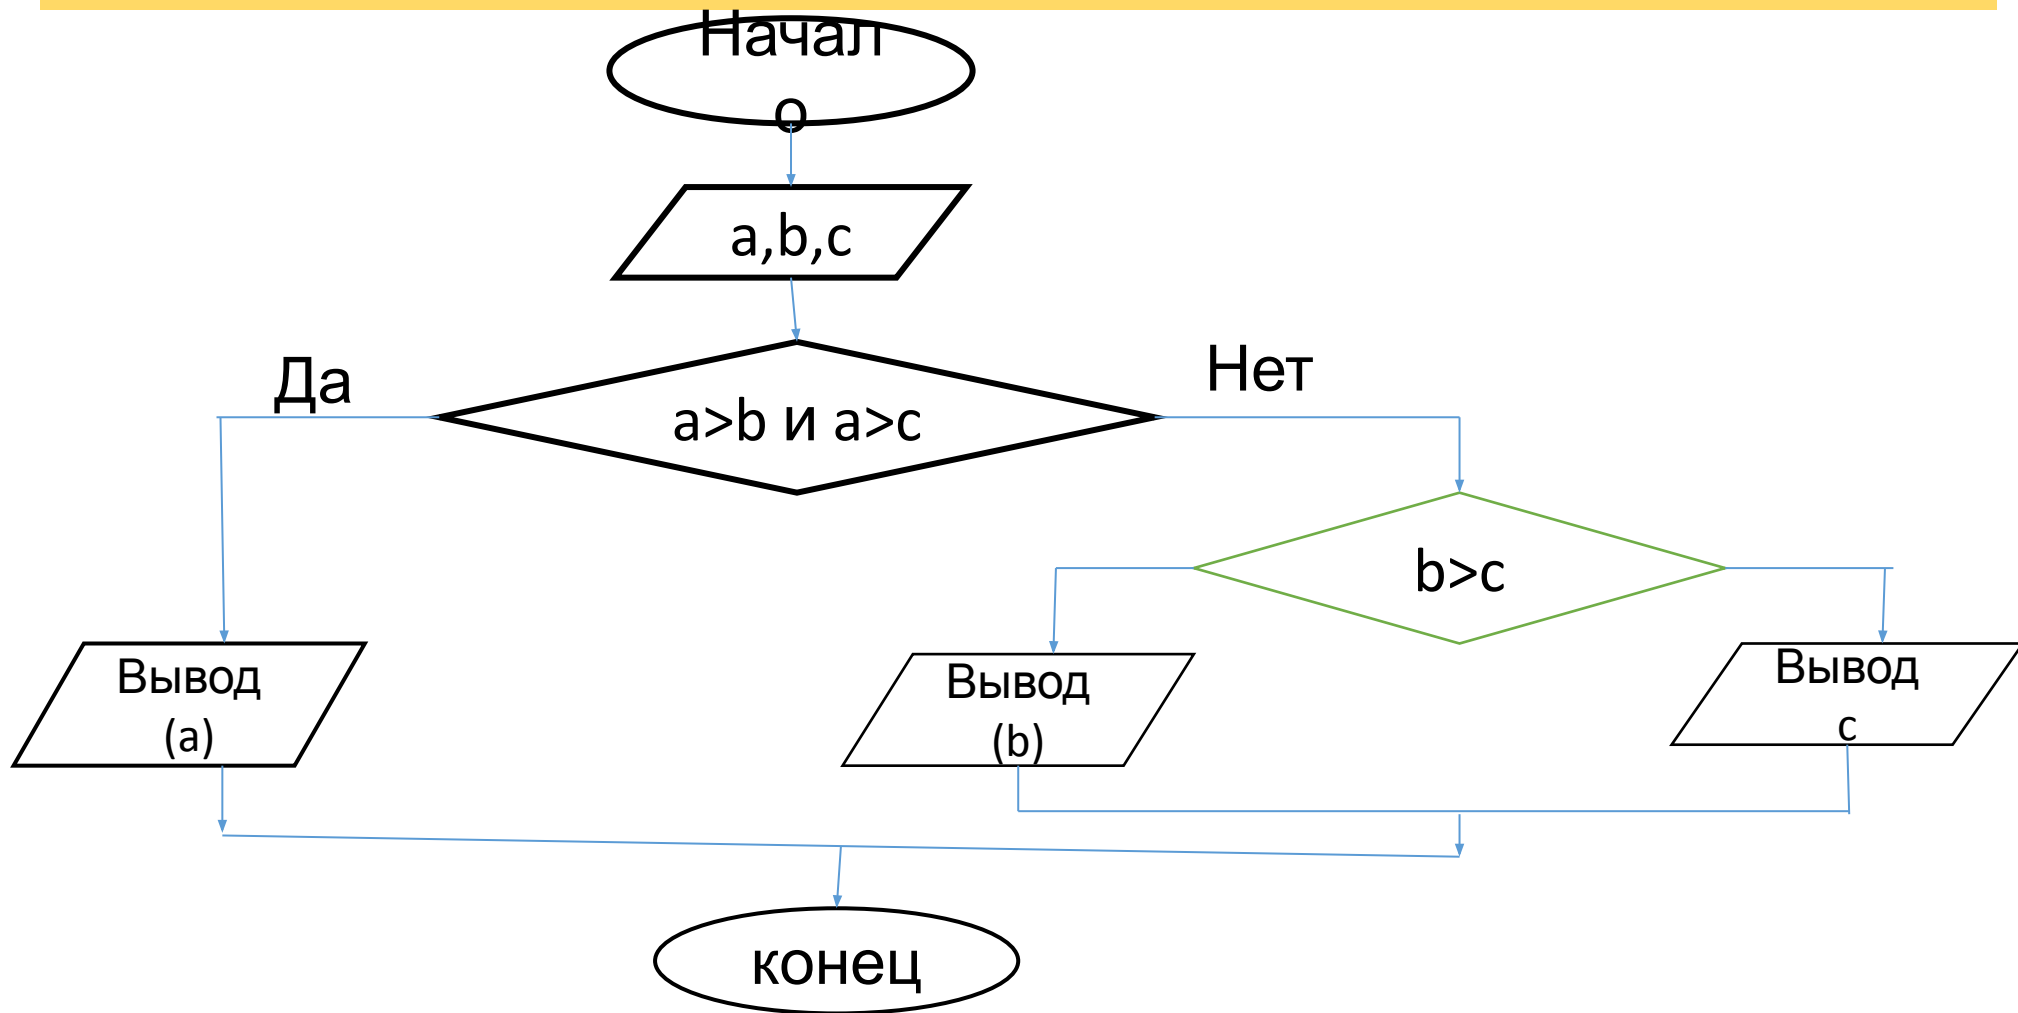 Начал
о
a,b,c
Да
Нет
a>b и a>c
b>c
Вывод
(a)
Вывод
(b)
Вывод
c
конец